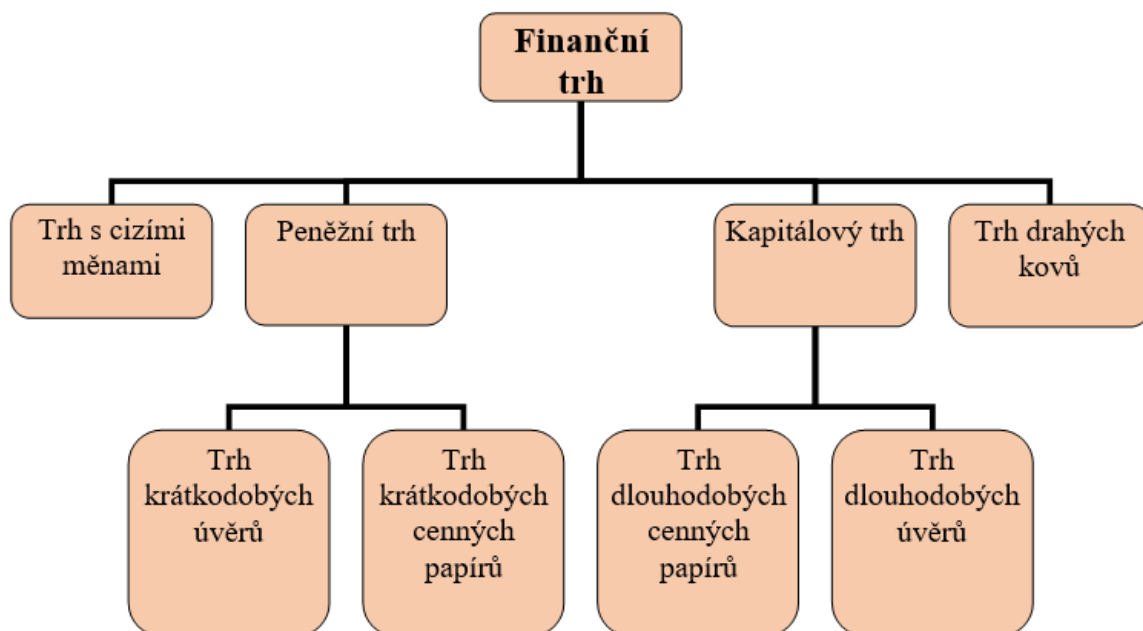 Finanční
trh
Trh s cizími
měnami
Peněžní trh
Kapitálový trh
Trh drahých
kovů
Trh
krátkodobých
úvěrů
Trh
krátkodobých
cenných
papírů
Trh
dlouhodobých
cenných
papírů
Trh
dlouhodobých
úvěrů